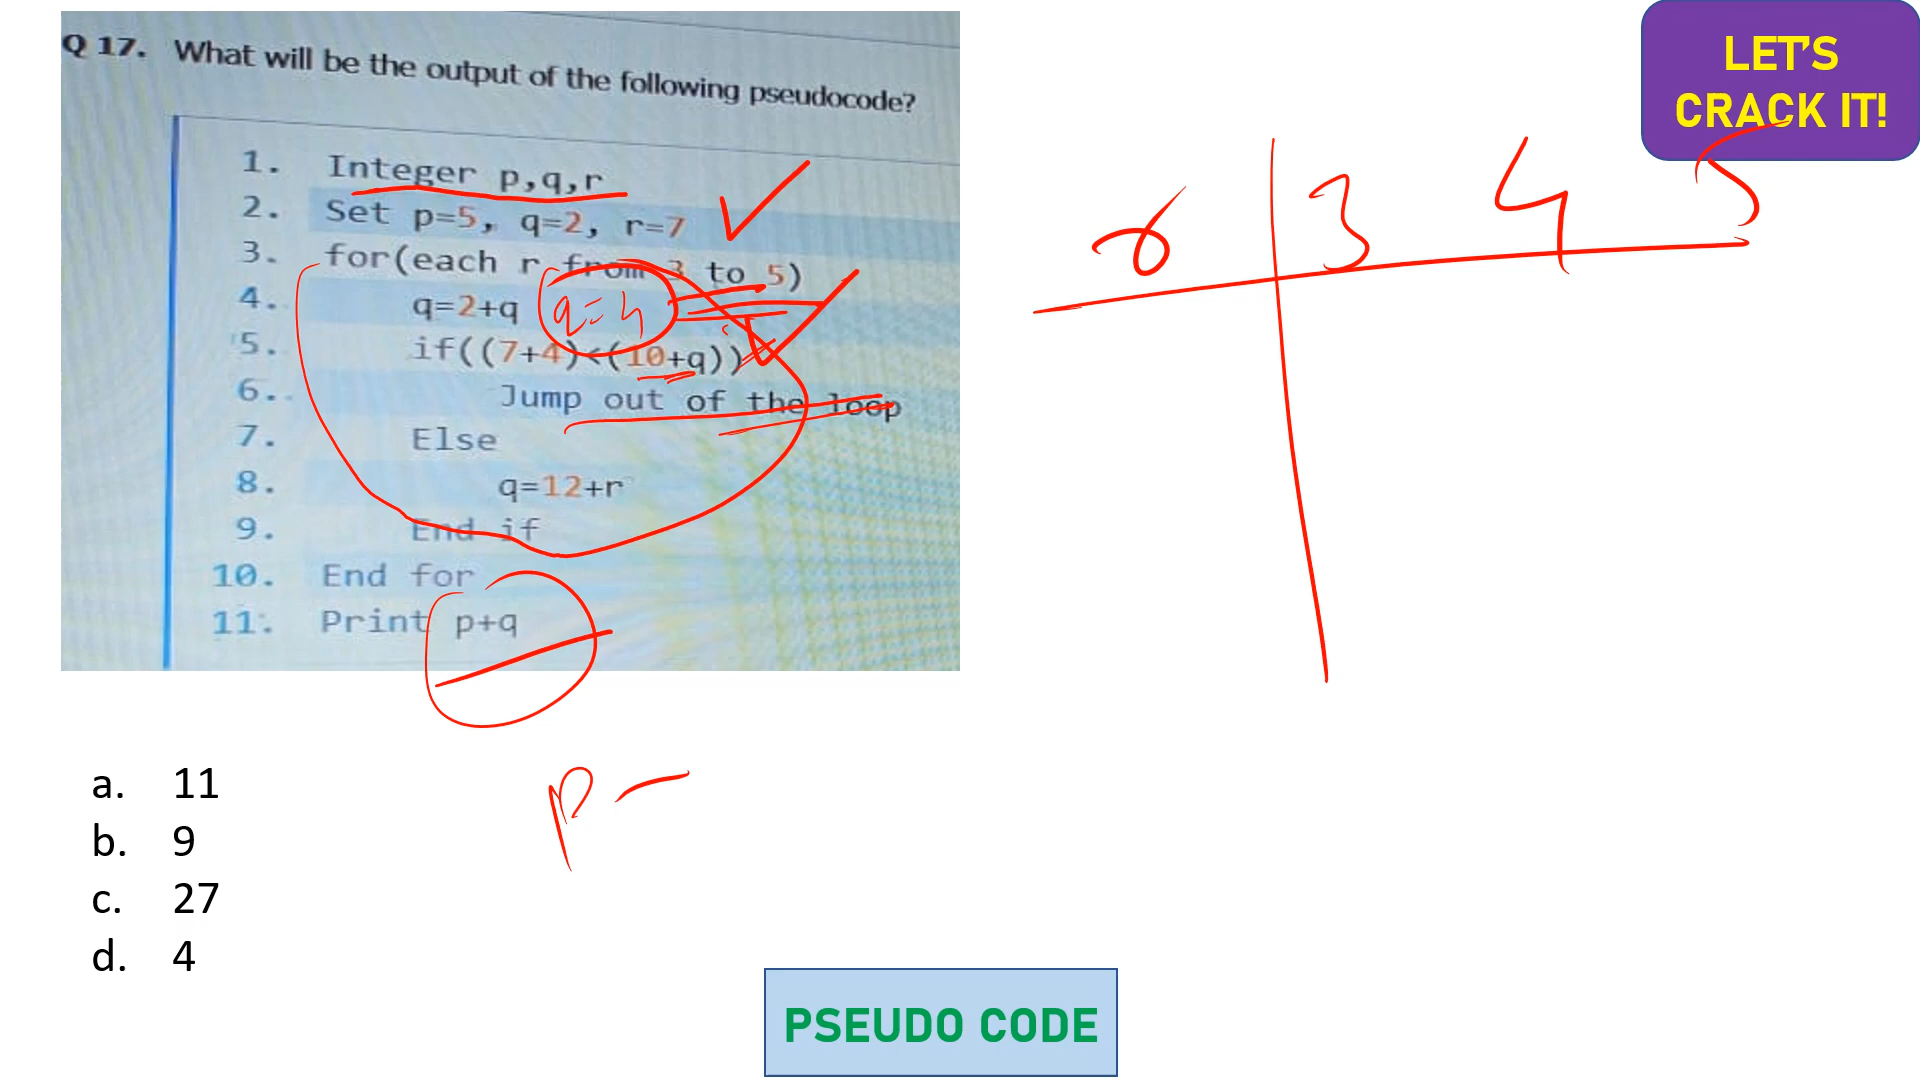 LET'S
CRACK IT!
Q 17. What will be the output of the following pseudocode?
1. Integer p,q,r
2. Set p=5, q=2, r=7
3. for(each r from 3 to 5)
4. q=2+q q=4
5. if((7+4)<(10+q))
6. Jump out of the loop
7. Else
8. q=12+r
9. End if
10. End for
11. Print p+q
3 4 5
p –
a. 11
b. 9
c. 27
d. 4
PSEUDO CODE